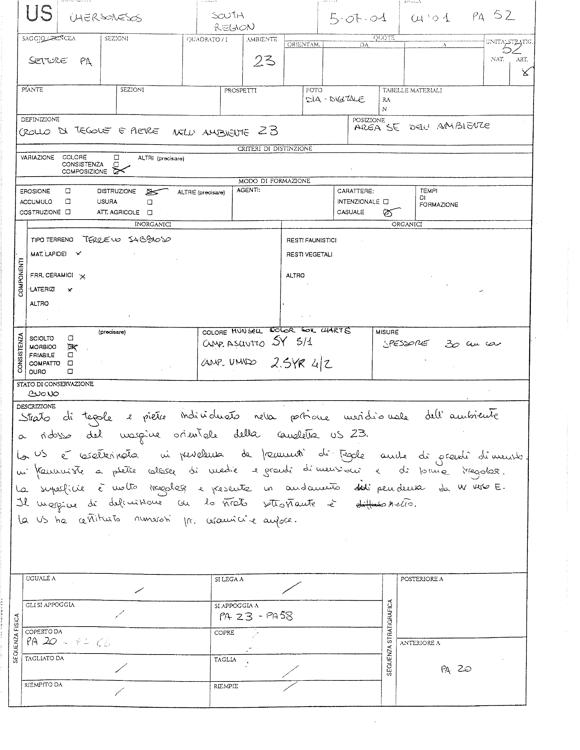 US CHERSONESOS SOUTH REGION 5-07-01 CH'01 PA 52
SAGGIO/ SEZIONI QUADRATO/I AMBIENTE QUOTE UNITÀ STRATIG.
SETTORE PA 23 ORIENTAM. DA A 52
NAT. ART.
PIANTE SEZIONI PROSPETTI FOTO TABELLE MATERIALI
DIA-DIGITALE RA
N
DEFINIZIONE POSIZIONE
CROLLO DI TEGOLE E PIETRE NELL'AMBIENTE 23 AREA SE DELL'AMBIENTE
CRITERI DI DISTINZIONE
VARIAZIONE COLORE ALTRI (precisare)
CONSISTENZA
COMPOSIZIONE
MODO DI FORMAZIONE
EROSIONE DISTRUZIONE ALTRE (precisare) AGENTI: CARATTERE: TEMPI
ACCUMULO USURA INTENZIONALE DI
COSTRUZIONE ATT. AGRICOLE CASUALE FORMAZIONE
INORGANICI ORGANICI
COMPONENTI
TIPO TERRENO TERRENO SABBIOSO RESTI FAUNISTICI
MAT. LAPIDEI RESTI VEGETALI
FRR. CERAMICI x ALTRO
LATERIZI
ALTRO
CONSISTENZA
SCIOLTO (precisare) COLORE MUNSELL COLOR SOIL CHARTS MISURE
MORBIDO CAMP. ASCIUTTO 5Y 5/1 SPESSORE 30 cm ca
FRIABILE
COMPATTO CAMP. UMIDO 2.5YR 4/2
DURO
STATO DI CONSERVAZIONE
BUONO
DESCRIZIONE
Strato di tegole e pietre individuato nella porzione meridionale dell'ambiente
a ridosso del margine orientale della canaletta US 23.
La US è caratterizzata in prevalenza da frammenti di tegole anche di grandi dimensioni
in frammiste a pietre calcaree di medie e grandi dimensioni e di forma irregolare.
La superficie è molto irregolare e presenta un andamento di pendenza da W verso E.
Il margine di definizione con lo strato sottostante è netto.
La US ha restituito numerosi fr. ceramici e anfore.
SEQUENZA FISICA
UGUALE A / SI LEGA A / POSTERIORE A
GLI SI APPOGGIA / SI APPOGGIA A
PA 23 - PA58
SEQUENZA STRATIGRAFICA
COPERTO DA COPRE
PA 20 ANTERIORE A
TAGLIATO DA / TAGLIA / PA 20
RIEMPITO DA / RIEMPIE /